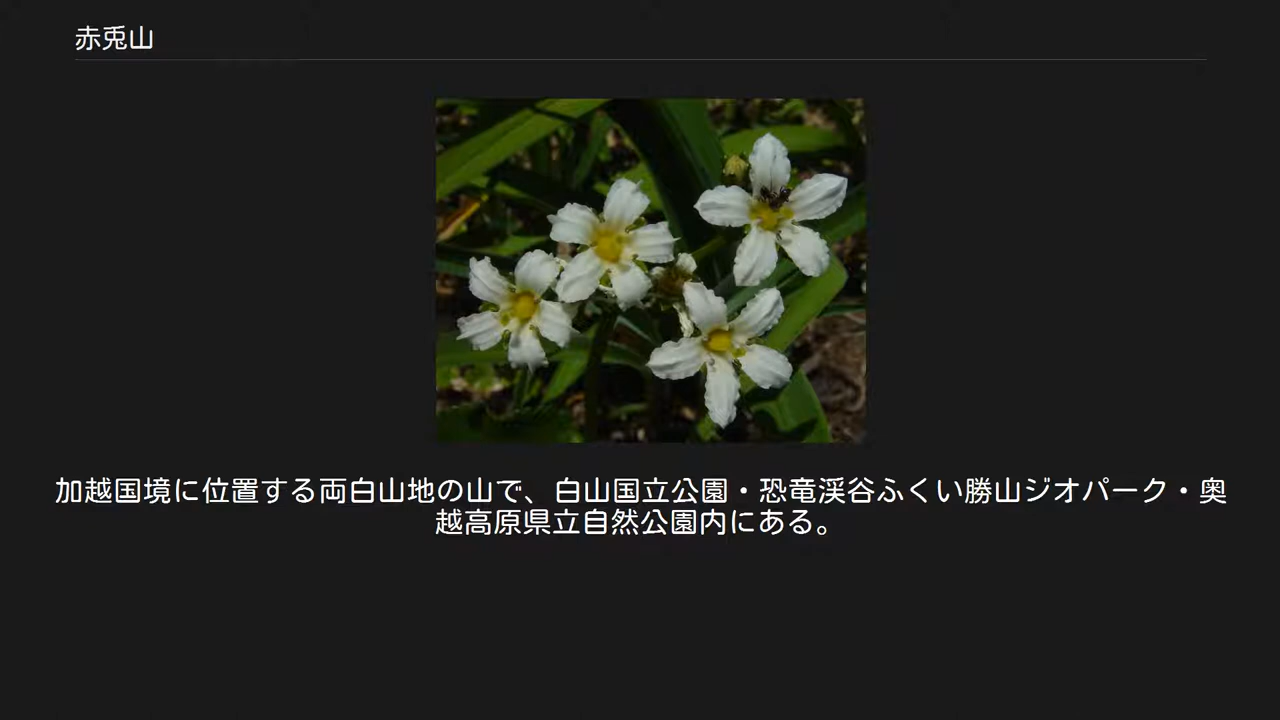 赤兎山
加越国境に位置する両白山地の山で、白山国立公園・恐竜渓谷ふくい勝山ジオパーク・奥
越高原県立自然公園内にある。